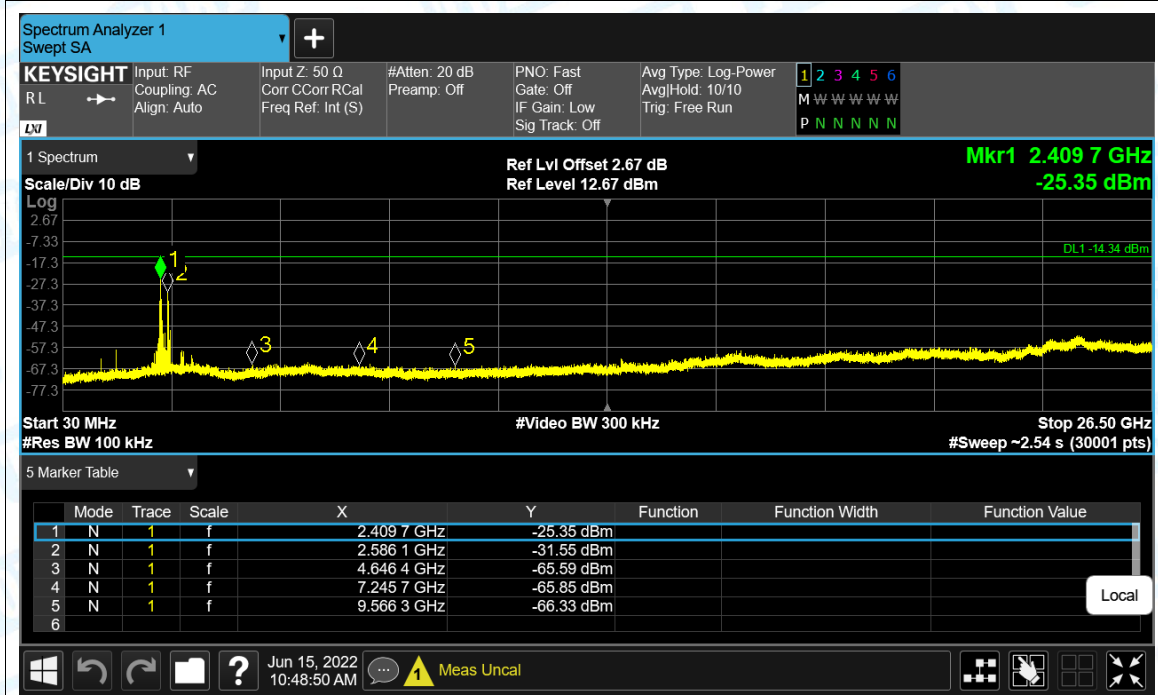 Spectrum Analyzer 1
Swept SA
+
KEYSIGHT Input: RF Input Z: 50 Ω #Atten: 20 dB PNO: Fast Avg Type: Log-Power 1 2 3 4 5 6
R L Coupling: AC Corr CCorr RCal Preamp: Off Gate: Off Avg|Hold: 10/10 M W W W W W
Align: Auto Freq Ref: Int (S) IF Gain: Low Trig: Free Run
LXI Sig Track: Off P N N N N N
1 Spectrum Ref Lvl Offset 2.67 dB Mkr1 2.409 7 GHz
Scale/Div 10 dB Ref Level 12.67 dBm -25.35 dBm
Log
2.67
-7.33
DL1 -14.34 dBm
-17.3 1
-27.3 2
-37.3
-47.3
-57.3 3 4 5
-67.3
-77.3
Start 30 MHz #Video BW 300 kHz Stop 26.50 GHz
#Res BW 100 kHz #Sweep ~2.54 s (30001 pts)
5 Marker Table
Mode Trace Scale X Y Function Function Width Function Value
1 N 1 f 2.409 7 GHz -25.35 dBm
2 N 1 f 2.586 1 GHz -31.55 dBm
3 N 1 f 4.646 4 GHz -65.59 dBm
4 N 1 f 7.245 7 GHz -65.85 dBm
5 N 1 f 9.566 3 GHz -66.33 dBm
6
Local
? Jun 15, 2022
10:48:50 AM 1 Meas Uncal